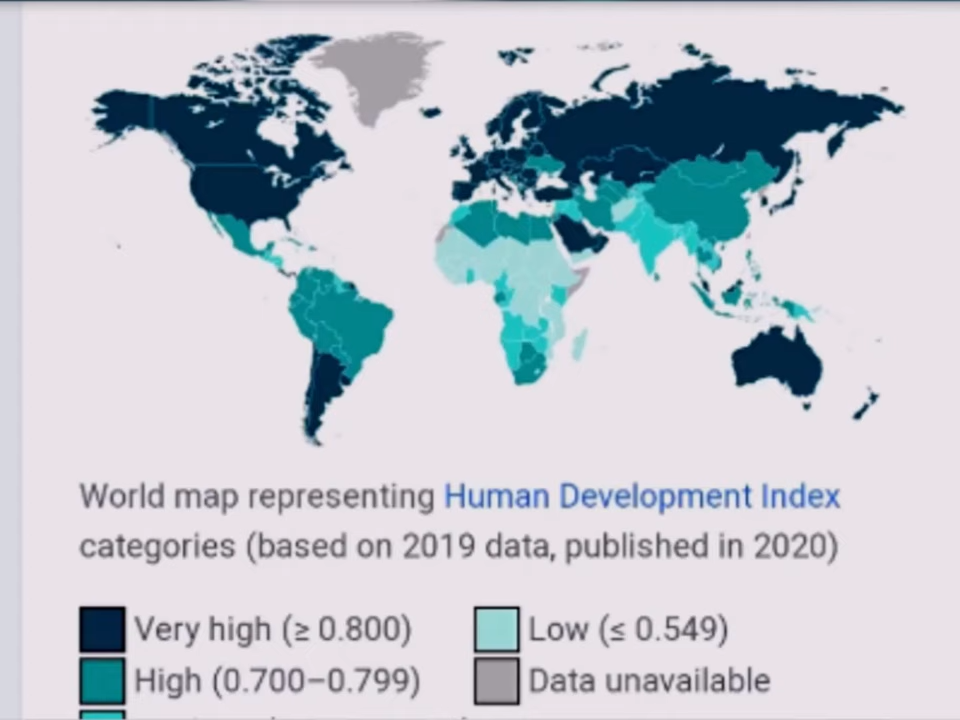 World map representing Human Development Index
categories (based on 2019 data, published in 2020)
Very high (≥ 0.800)
Low (≤ 0.549)
High (0.700–0.799)
Data unavailable